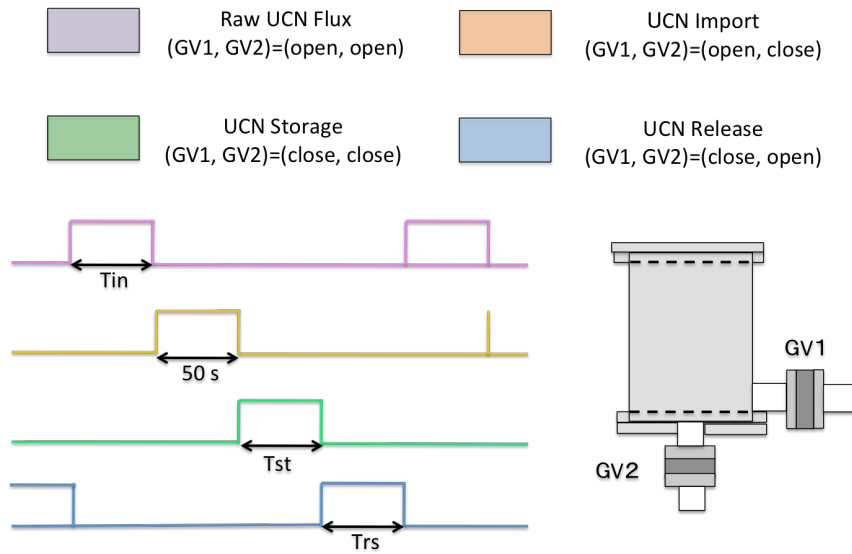 Raw UCN Flux
(GV1, GV2)=(open, open)
UCN Import
(GV1, GV2)=(open, close)
UCN Storage
(GV1, GV2)=(close, close)
UCN Release
(GV1, GV2)=(close, open)
Tin
50 s
Tst
Trs
GV1
GV2